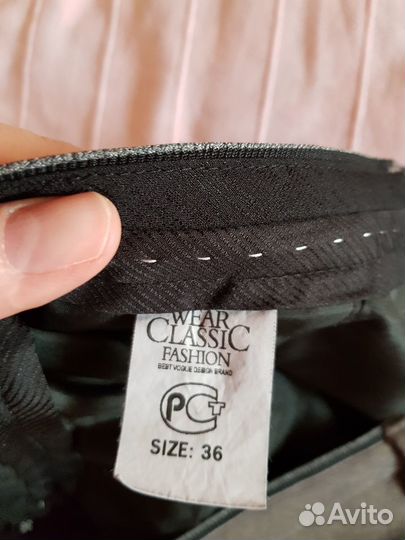 WEAR
CLASSIC
FASHION
BEST VOGUE DESIGN BRAND
РСТ
SIZE: 36
Avito